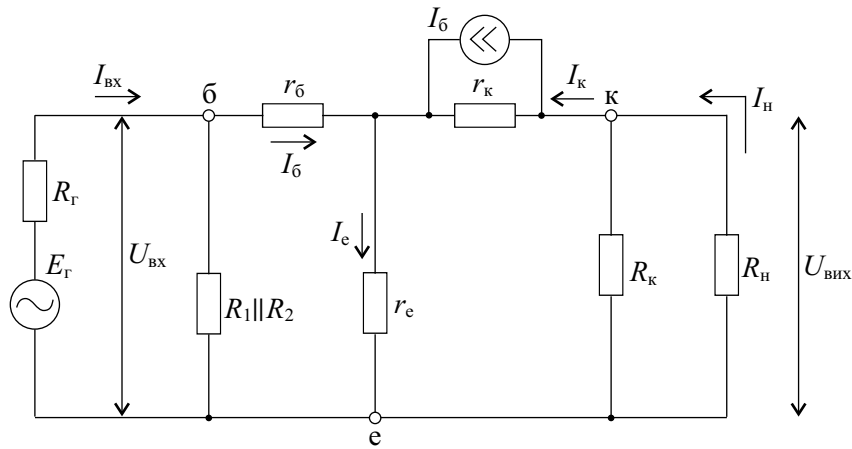 Iб
Iвх
б
rб
rк
Iк
к
Iн
Iб
Rг
Eг
Uвх
Iе
R1||R2
rе
Rк
Rн
Uвих
е